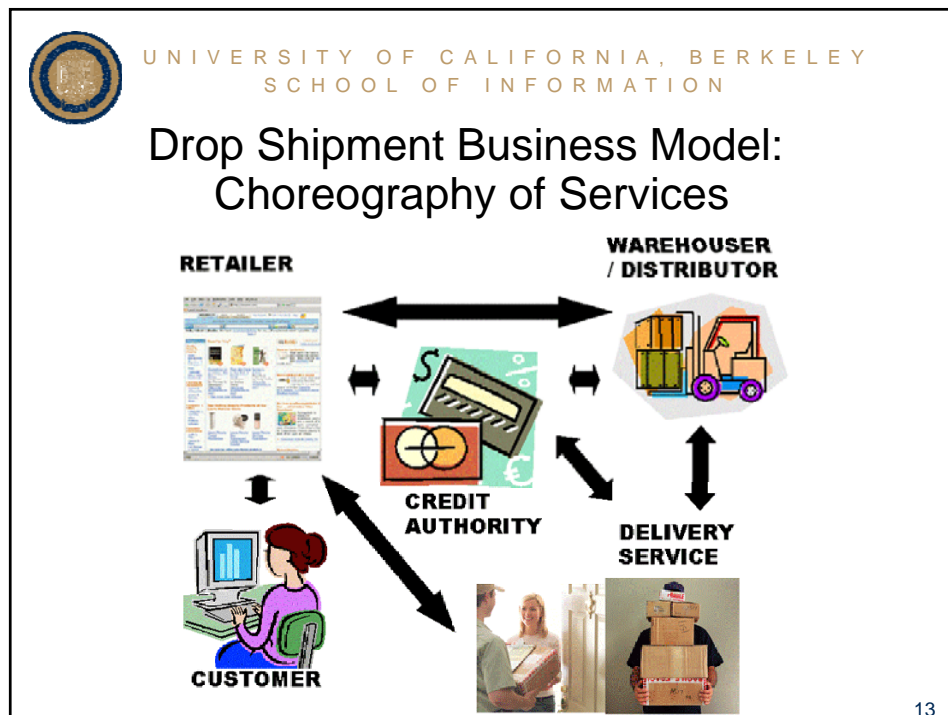 UNIVERSITY OF CALIFORNIA, BERKELEY
SCHOOL OF INFORMATION
Drop Shipment Business Model:
Choreography of Services
RETAILER
WAREHOUSER
/ DISTRIBUTOR
$
%
€
CREDIT
AUTHORITY
DELIVERY
SERVICE
CUSTOMER
13